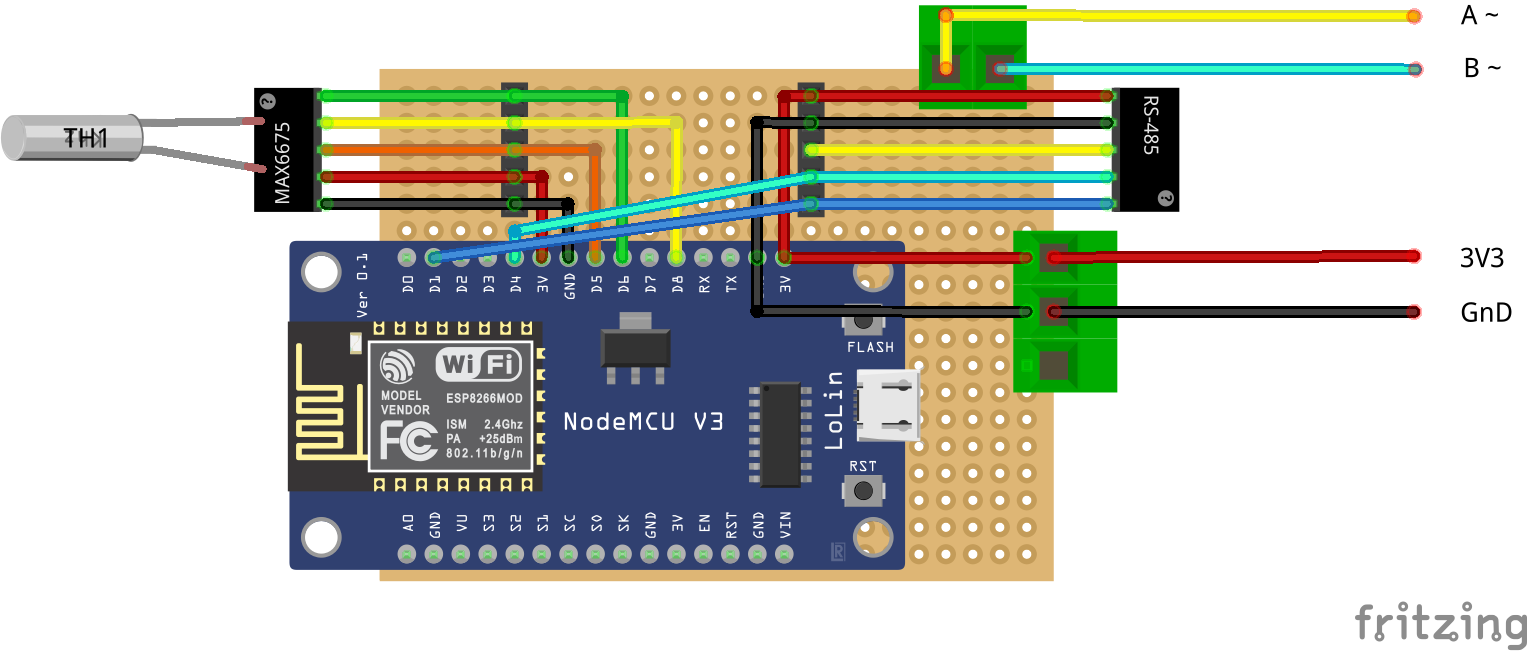 A ~
B ~
TH1
MAX6675
RS-485
3V3
GnD
Ver 0.1
D0 D1 D2 D3 D4 3V GND D5 D6 D7 D8 RX TX 3V
FLASH
WiFi
MODEL
VENDOR
ESP8266MOD
ISM 2.4Ghz
PA +25dBm
802.11b/g/n
FC
NodeMCU V3
LoLin
RST
A0 GND VU S3 S2 S1 SC S0 SK GND 3V EN RST GND VIN
fritzing